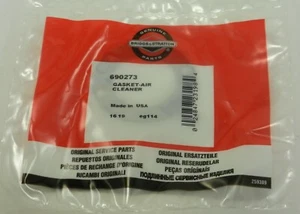 GENUINE
BRIGGS & STRATTON
PARTS
690273
GASKET-AIR
CLEANER
Made in USA
ORIGINAL SERVICE PARTS
REPUESTOS ORIGINALES
PIÈCES DE RECHANGE D'ORIGINE
RICAMBI ORIGINALI
ORIGINAL ERSATZTEILE
ORIGINAL RESERVDELAR
PEÇAS ORIGINAIS
ПОДЛИННЫЕ СЕРВИСНЫЕ ИЗДЕЛИЯ